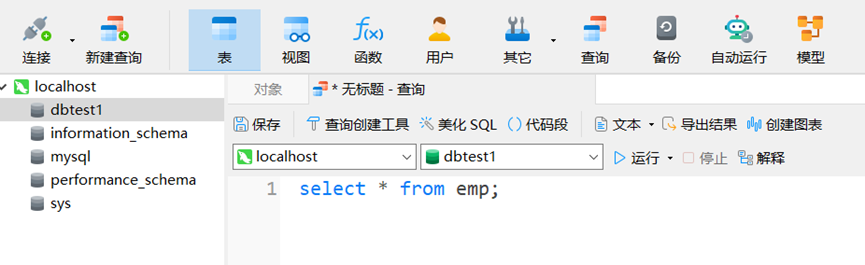 连接 新建查询 表 视图 函数 用户 其它 查询 备份 自动运行 模型
localhost
dbtest1
information_schema
mysql
performance_schema
sys
对象 * 无标题 - 查询
保存 查询创建工具 美化 SQL 代码段 文本 导出结果 创建图表
localhost dbtest1 运行 停止 解释
1 select * from emp;